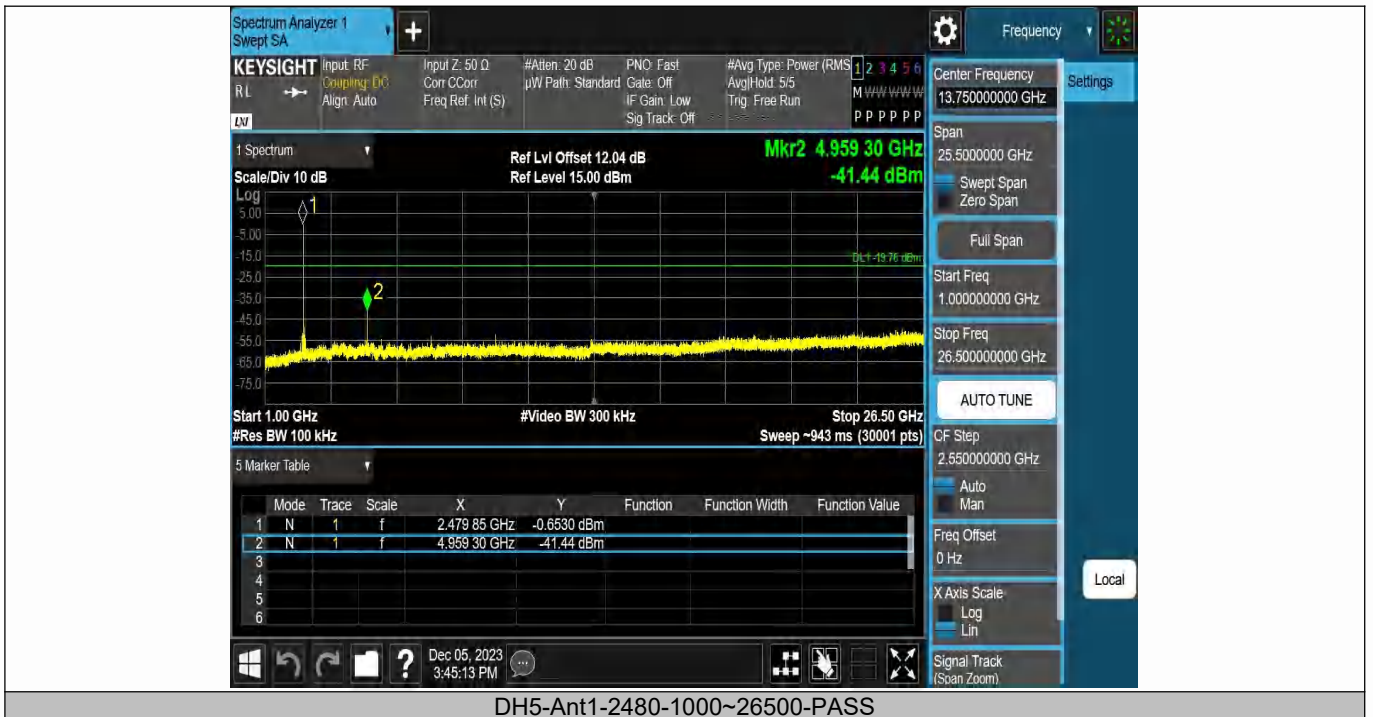 Spectrum Analyzer 1
Swept SA
+
Frequency
KEYSIGHT
RL
LXI
Input: RF
Coupling: DC
Align: Auto
Input Z: 50 Ω
Corr CCorr
Freq Ref: Int (S)
#Atten: 20 dB
µW Path: Standard
PNO: Fast
Gate: Off
IF Gain: Low
Sig Track: Off
#Avg Type: Power (RMS
Avg|Hold: 5/5
Trig: Free Run
1 2 3 4 5 6
M W W W W W
P P P P P P
1 Spectrum
Scale/Div 10 dB
Ref Lvl Offset 12.04 dB
Ref Level 15.00 dBm
Mkr2 4.959 30 GHz
-41.44 dBm
Log
5.00
-5.00
-15.0
-25.0
-35.0
-45.0
-55.0
-65.0
-75.0
1
2
DL1 -19.76 dBm
Start 1.00 GHz
#Res BW 100 kHz
#Video BW 300 kHz
Stop 26.50 GHz
Sweep ~943 ms (30001 pts)
5 Marker Table
Mode Trace Scale X Y Function Function Width Function Value
1 N 1 f 2.479 85 GHz -0.6530 dBm
2 N 1 f 4.959 30 GHz -41.44 dBm
3
4
5
6
Dec 05, 2023
3:45:13 PM
Center Frequency
13.750000000 GHz
Settings
Span
25.5000000 GHz
Swept Span
Zero Span
Full Span
Start Freq
1.000000000 GHz
Stop Freq
26.500000000 GHz
AUTO TUNE
CF Step
2.550000000 GHz
Auto
Man
Freq Offset
0 Hz
X Axis Scale
Log
Lin
Local
Signal Track
(Span Zoom)
DH5-Ant1-2480-1000~26500-PASS